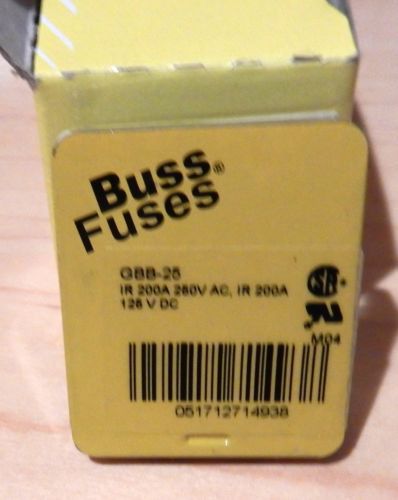 Buss®
Fuses
GBB-25
IR 200A 250V AC, IR 200A
125 V DC
M04
051712714938